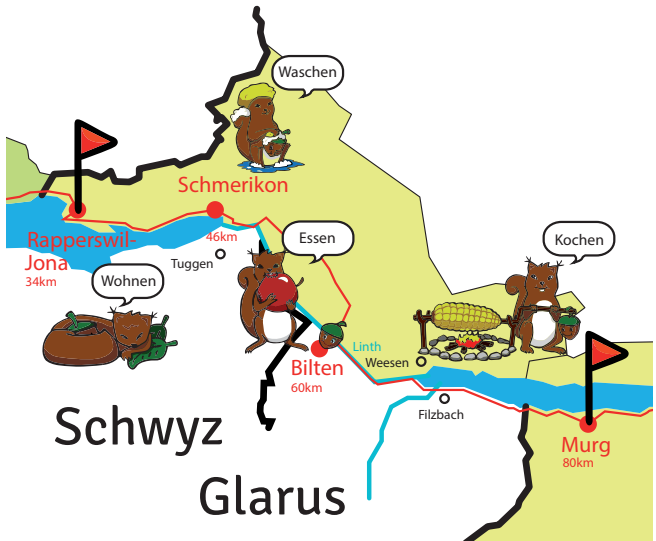 Waschen
Schmerikon
46km
Rapperswil-
Jona
34km
Tuggen
Essen
Kochen
Wohnen
Linth
Weesen
Bilten
60km
Filzbach
Schwyz
Murg
80km
Glarus